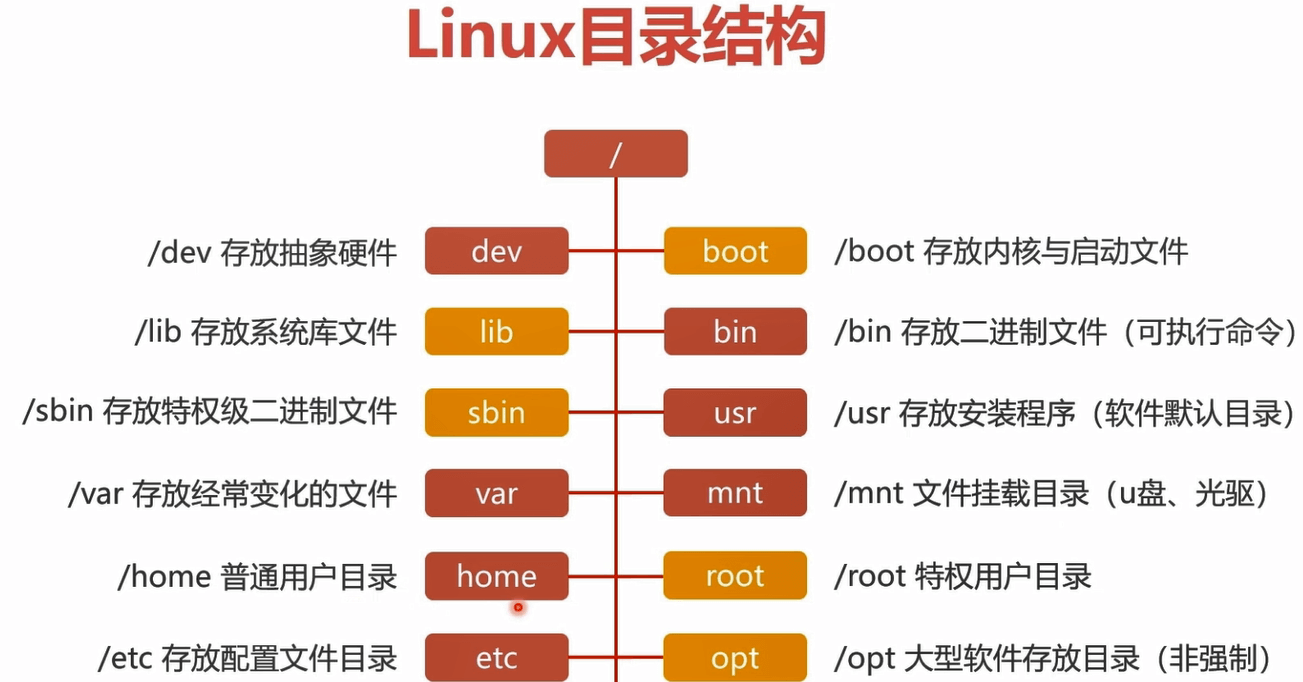 Linux目录结构
/
/dev 存放抽象硬件 dev boot /boot 存放内核与启动文件
/lib 存放系统库文件 lib bin /bin 存放二进制文件（可执行命令）
/sbin 存放特权级二进制文件 sbin usr /usr 存放安装程序（软件默认目录）
/var 存放经常变化的文件 var mnt /mnt 文件挂载目录（u盘、光驱）
/home 普通用户目录 home root /root 特权用户目录
/etc 存放配置文件目录 etc opt /opt 大型软件存放目录（非强制）